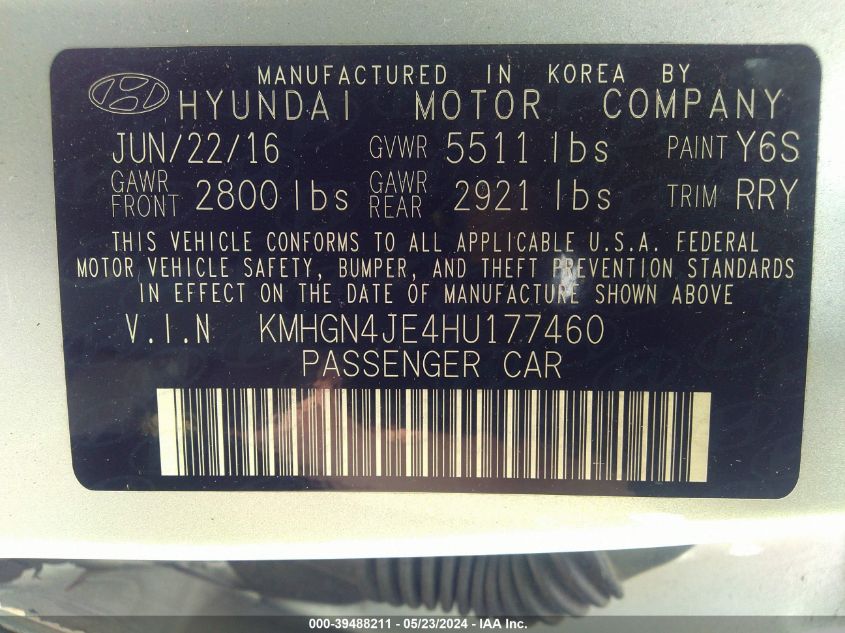 MANUFACTURED IN KOREA BY
HYUNDAI MOTOR COMPANY
JUN/22/16 GVWR 5511 lbs PAINT Y6S
GAWR FRONT 2800 lbs GAWR REAR 2921 lbs TRIM RRY
THIS VEHICLE CONFORMS TO ALL APPLICABLE U.S.A. FEDERAL
MOTOR VEHICLE SAFETY, BUMPER, AND THEFT PREVENTION STANDARDS
IN EFFECT ON THE DATE OF MANUFACTURE SHOWN ABOVE
V.I.N KMHGN4JE4HU177460
PASSENGER CAR
000-39488211 - 05/23/2024 - IAA Inc.